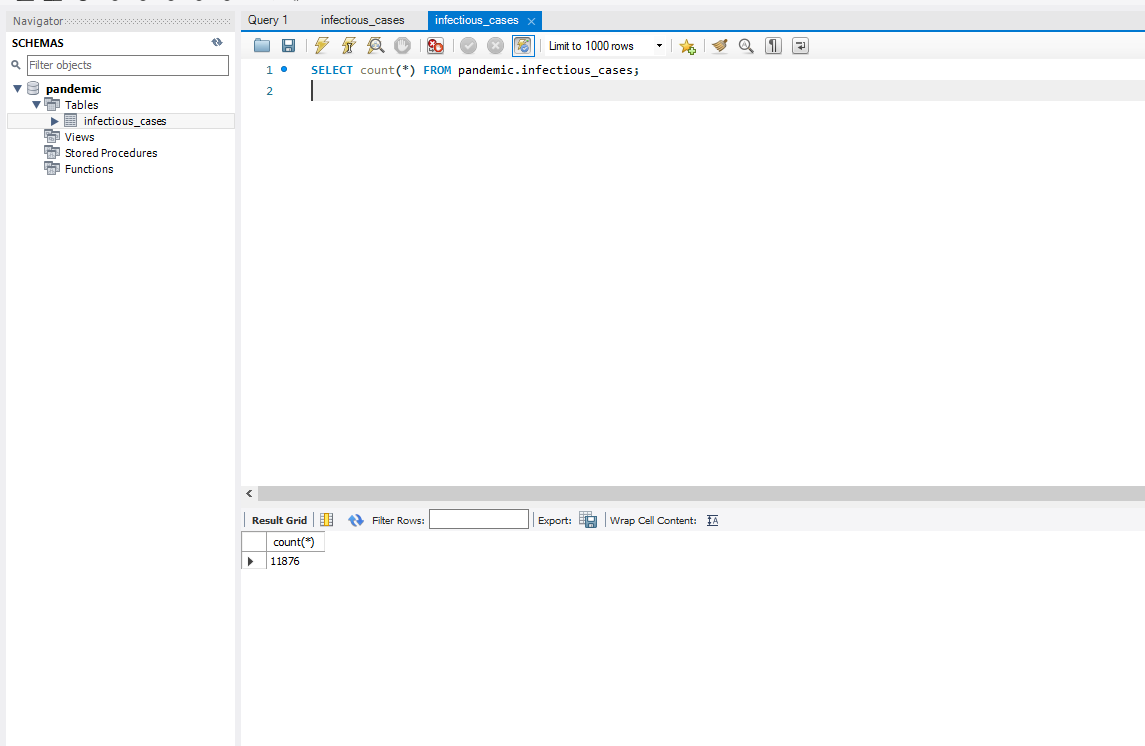 Navigator
SCHEMAS
Filter objects
pandemic
Tables
infectious_cases
Views
Stored Procedures
Functions
Query 1 infectious_cases infectious_cases
Limit to 1000 rows
1 SELECT count(*) FROM pandemic.infectious_cases;
2
Result Grid Filter Rows: Export: Wrap Cell Content:
count(*)
11876